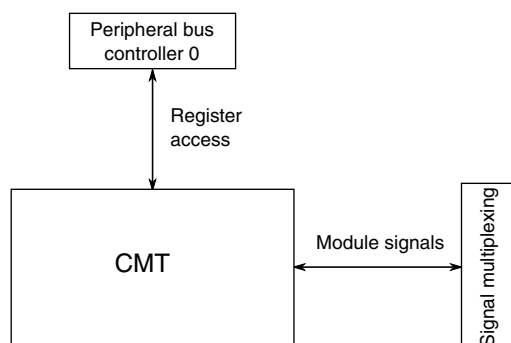 Peripheral bus
controller 0
Register
access
CMT
Module signals
Signal multiplexing